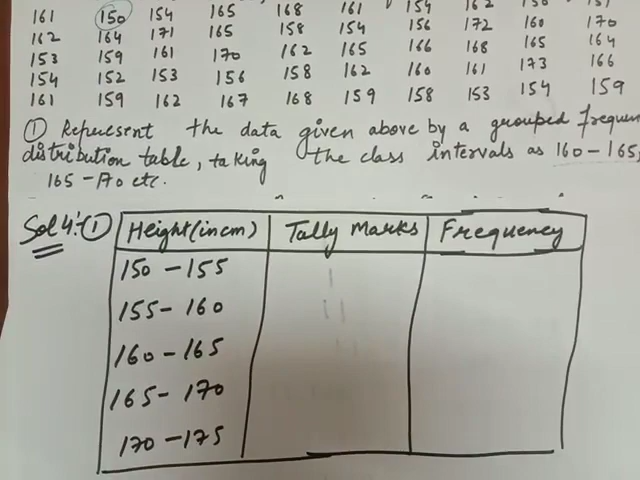 161 150 154 165 168 161 154 162
162 164 171 165 158 154 156 172 160 170
153 159 161 170 162 165 166 168 165 164
154 152 153 156 158 162 160 161 173 166
161 159 162 167 168 159 158 153 154 159
① Represent the data given above by a grouped frequen
distribution table, taking the class intervals as 160-165,
165-170 etc.
Sol 4:-① Height(in cm) Tally Marks Frequency
150-155
155-160
160-165
165-170
170-175